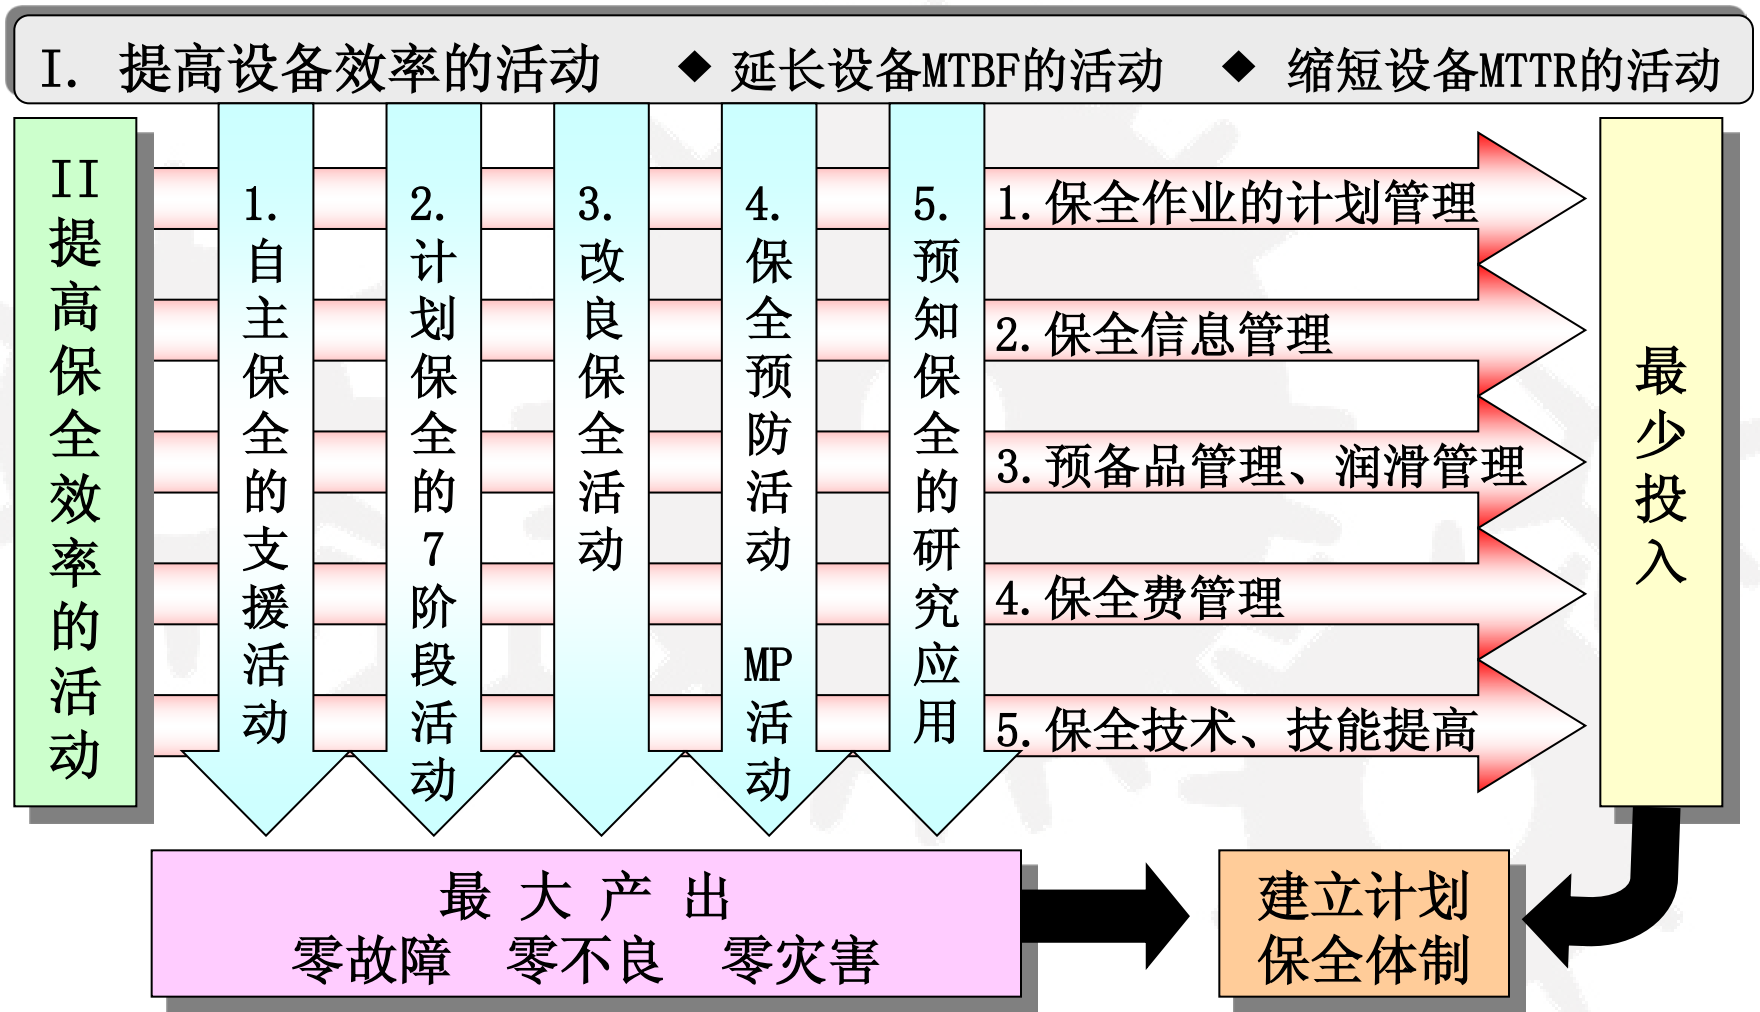 I. 提高设备效率的活动 ◆ 延长设备MTBF的活动 ◆ 缩短设备MTTR的活动
II提高保全效率的活动
1.自主保全的支援活动
2.计划保全的7阶段活动
3.改良保全活动
4.保全预防活动 MP活动
5.预知保全的研究应用
1.保全作业的计划管理
2.保全信息管理
3.预备品管理、润滑管理
4.保全费管理
5.保全技术、技能提高
最少投入
最 大 产 出
零故障 零不良 零灾害
建立计划
保全体制